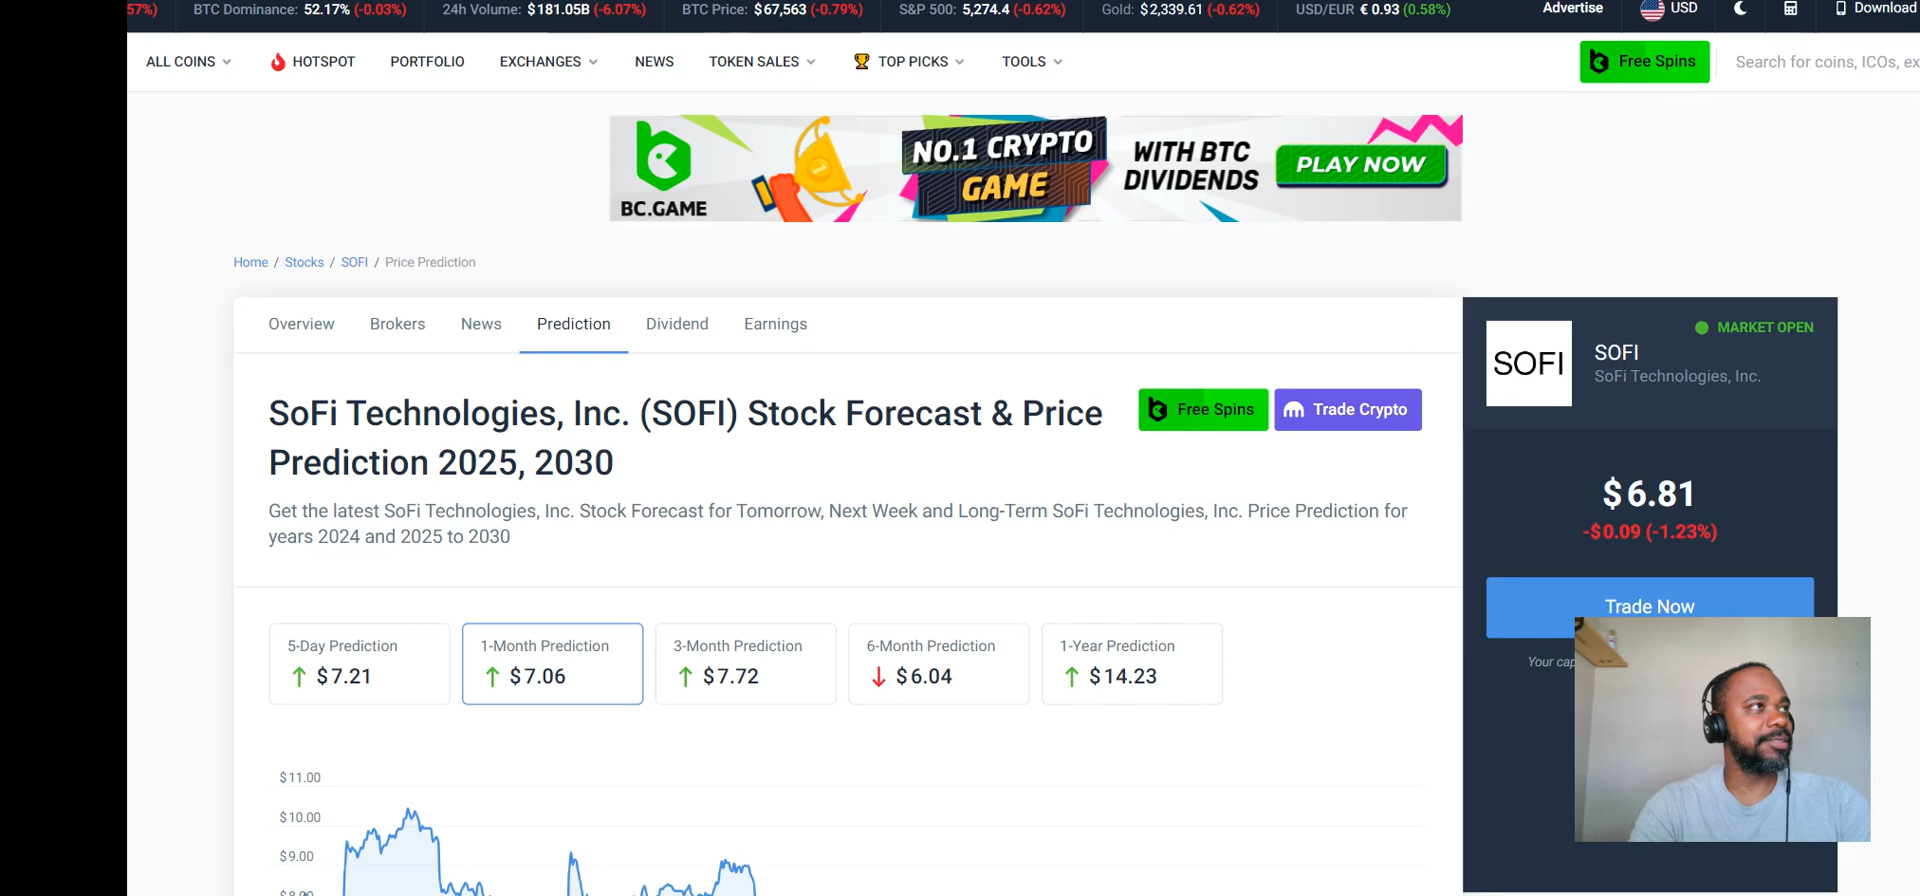 57%) BTC Dominance: 52.17% (-0.03%) 24h Volume: $181.05B (-6.07%) BTC Price: $67,563 (-0.79%) S&P 500: 5,274.4 (-0.62%) Gold: $2,339.61 (-0.62%) USD/EUR € 0.93 (0.58%) Advertise USD Download
ALL COINS HOTSPOT PORTFOLIO EXCHANGES NEWS TOKEN SALES TOP PICKS TOOLS Free Spins Search for coins, ICOs, ex
BC.GAME
NO.1 CRYPTO
GAME
WITH BTC
DIVIDENDS
PLAY NOW
Home / Stocks / SOFI / Price Prediction
Overview Brokers News Prediction Dividend Earnings
SoFi Technologies, Inc. (SOFI) Stock Forecast & Price
Prediction 2025, 2030
Free Spins Trade Crypto
Get the latest SoFi Technologies, Inc. Stock Forecast for Tomorrow, Next Week and Long-Term SoFi Technologies, Inc. Price Prediction for
years 2024 and 2025 to 2030
MARKET OPEN
SOFI
SOFI
SoFi Technologies, Inc.
$6.81
-$0.09 (-1.23%)
Trade Now
Your cap
5-Day Prediction
$7.21
1-Month Prediction
$7.06
3-Month Prediction
$7.72
6-Month Prediction
$6.04
1-Year Prediction
$14.23
$11.00
$10.00
$9.00